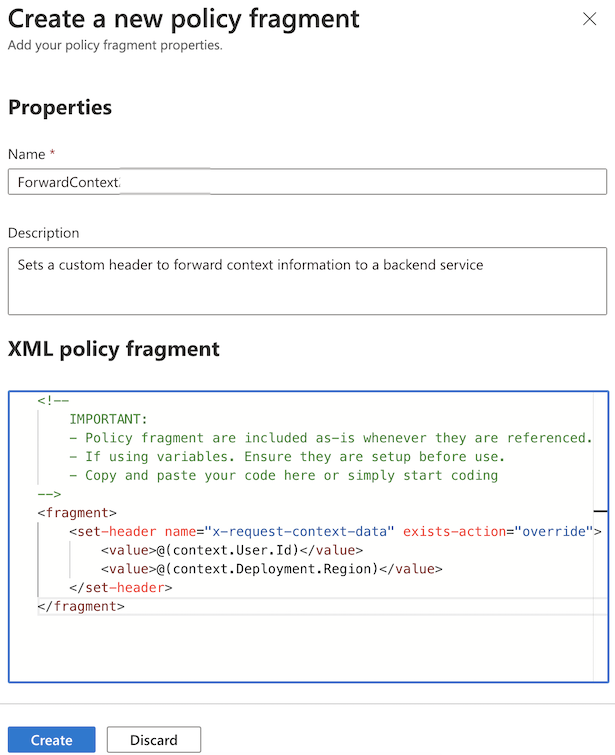 Create a new policy fragment
Add your policy fragment properties.
Properties
Name *
ForwardContext
Description
Sets a custom header to forward context information to a backend service
XML policy fragment
<!--
    IMPORTANT:
    - Policy fragment are included as-is whenever they are referenced.
    - If using variables. Ensure they are setup before use.
    - Copy and paste your code here or simply start coding
-->
<fragment>
    <set-header name="x-request-context-data" exists-action="override">
        <value>@(context.User.Id)</value>
        <value>@(context.Deployment.Region)</value>
    </set-header>
</fragment>
Create
Discard